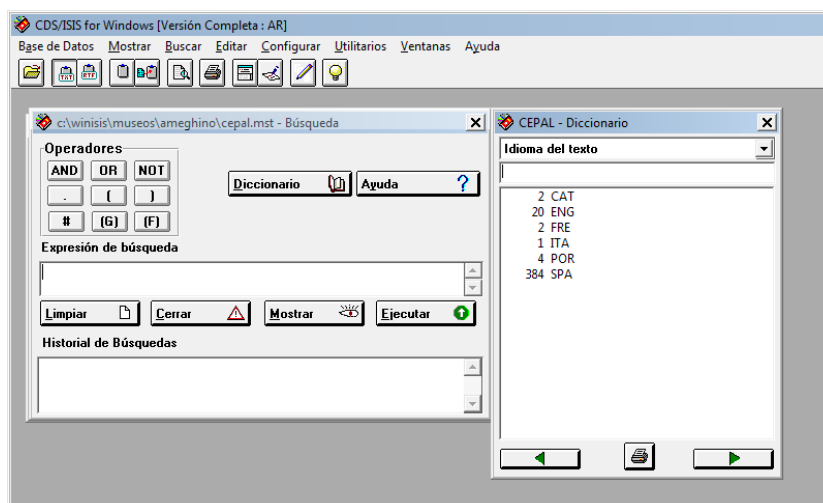 CDS/ISIS for Windows [Versión Completa : AR]
Base de Datos Mostrar Buscar Editar Configurar Utilitarios Ventanas Ayuda
TXT RTF
c:\winisis\museos\ameghino\cepal.mst - Búsqueda
Operadores
AND OR NOT
. ( )
# (G) (F)
Diccionario Ayuda ?
Expresión de búsqueda
Limpiar Cerrar Mostrar Ejecutar
Historial de Búsquedas
CEPAL - Diccionario
Idioma del texto
2 CAT
20 ENG
2 FRE
1 ITA
4 POR
384 SPA